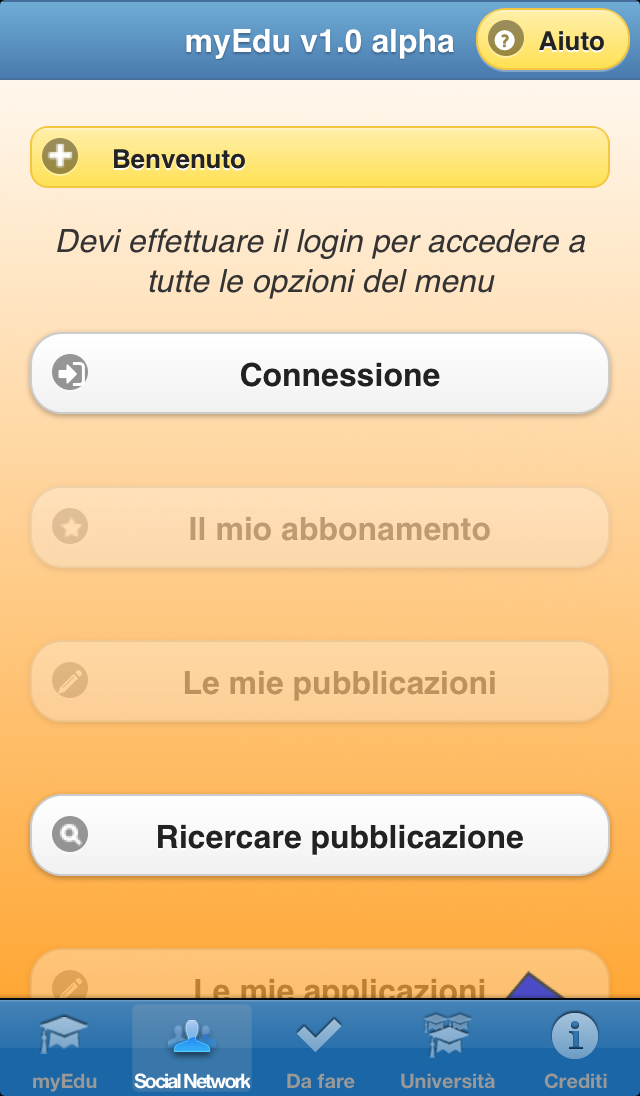 myEdu v1.0 alpha
Aiuto
Benvenuto
Devi effettuare il login per accedere a
tutte le opzioni del menu
Connessione
Il mio abbonamento
Le mie pubblicazioni
Ricercare pubblicazione
Le mie applicazioni
myEdu
Social Network
Da fare
Università
Crediti